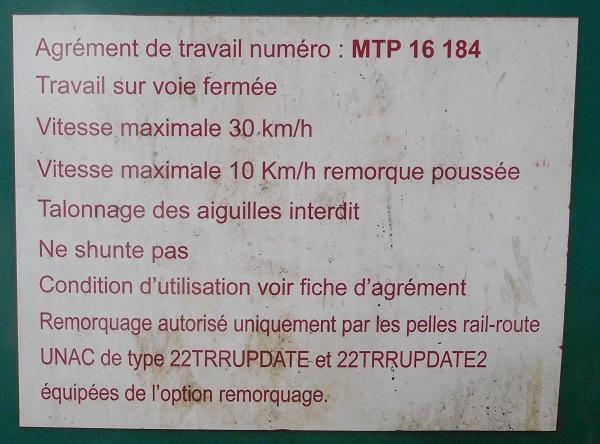 Agrément de travail numéro : MTP 16 184
Travail sur voie fermée
Vitesse maximale 30 km/h
Vitesse maximale 10 Km/h remorque poussée
Talonnage des aiguilles interdit
Ne shunte pas
Condition d'utilisation voir fiche d'agrément
Remorquage autorisé uniquement par les pelles rail-route
UNAC de type 22TRRUPDATE et 22TRRUPDATE2
équipées de l'option remorquage.